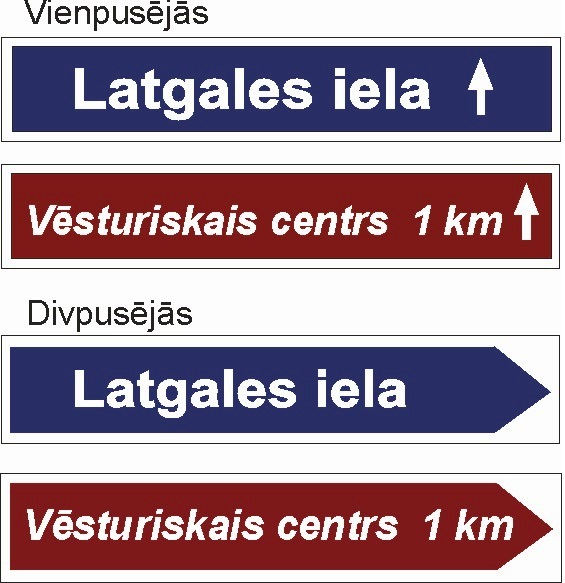 Vienpusējās
Latgales iela
Vēsturiskais centrs 1 km
Divpusējās
Latgales iela
Vēsturiskais centrs 1 km